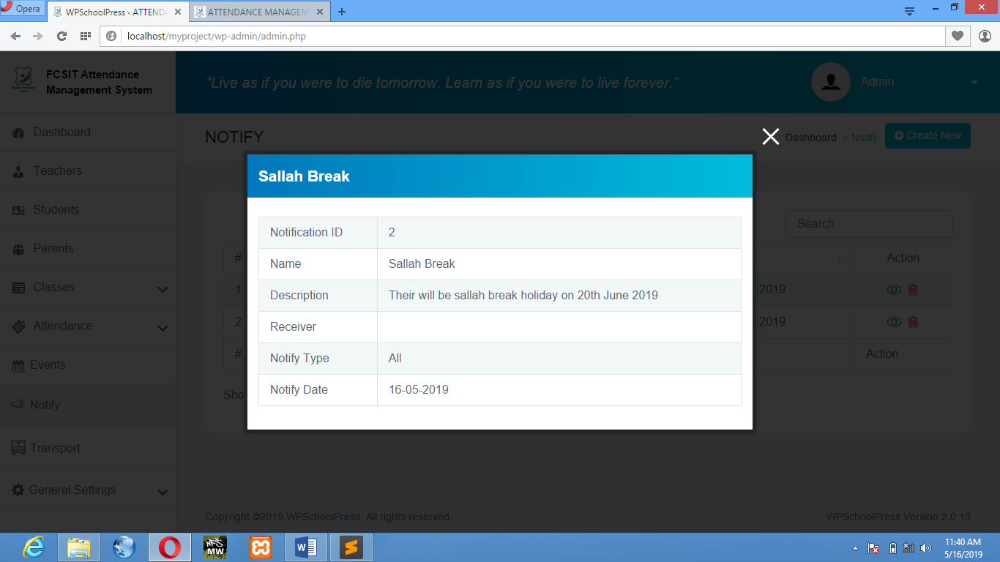 Opera
WPSchoolPress ‹ ATTENDA
ATTENDANCE MANAGEM
localhost/myproject/wp-admin/admin.php
FCSIT Attendance
Management System
“Live as if you were to die tomorrow. Learn as if you were to live forever.”
Admin
Dashboard
Teachers
Students
Parents
Classes
Attendance
Events
Notify
Transport
General Settings
NOTIFY
Dashboard > Notify
Create New
Sallah Break
Notification ID 2
Name Sallah Break
Description Their will be sallah break holiday on 20th June 2019
Receiver
Notify Type All
Notify Date 16-05-2019
Search...
# Action
1 -2019
2 -2019
# Action
Sho
Copyright ©2019 WPSchoolPress. All rights reserved.
WPSchoolPress Version 2.0.10
NFS
MW
11:40 AM
5/16/2019